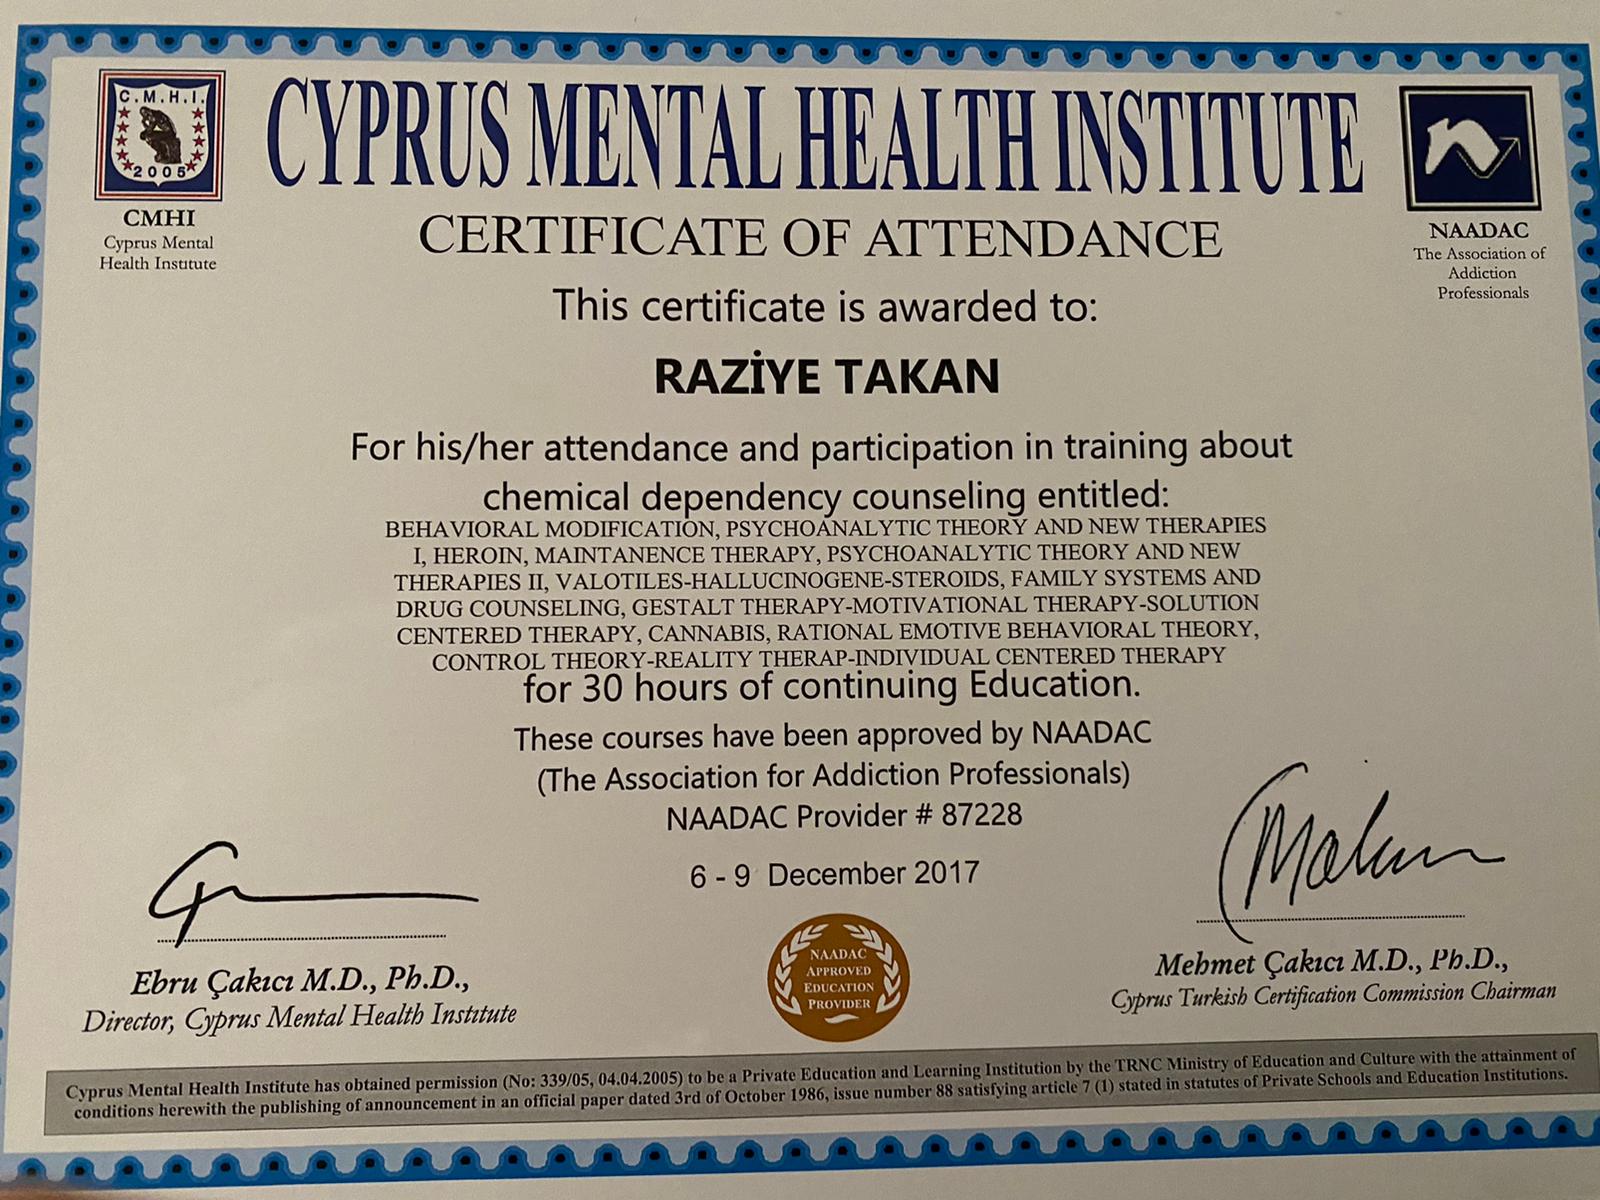 C.M.H.I.
2005
CMHI
Cyprus Mental
Health Institute
CYPRUS MENTAL HEALTH INSTITUTE
CERTIFICATE OF ATTENDANCE
NAADAC
The Association of
Addiction
Professionals
This certificate is awarded to:
RAZİYE TAKAN
For his/her attendance and participation in training about
chemical dependency counseling entitled:
BEHAVIORAL MODIFICATION, PSYCHOANALYTIC THEORY AND NEW THERAPIES
I, HEROIN, MAINTANENCE THERAPY, PSYCHOANALYTIC THEORY AND NEW
THERAPIES II, VALOTILES-HALLUCINOGENE-STEROIDS, FAMILY SYSTEMS AND
DRUG COUNSELING, GESTALT THERAPY-MOTIVATIONAL THERAPY-SOLUTION
CENTERED THERAPY, CANNABIS, RATIONAL EMOTIVE BEHAVIORAL THEORY,
CONTROL THEORY-REALITY THERAP-INDIVIDUAL CENTERED THERAPY
for 30 hours of continuing Education.
These courses have been approved by NAADAC
(The Association for Addiction Professionals)
NAADAC Provider # 87228
6 - 9 December 2017
Ebru Çakıcı M.D., Ph.D.,
Director, Cyprus Mental Health Institute
NAADAC
APPROVED
EDUCATION
PROVIDER
Mehmet Çakıcı M.D., Ph.D.,
Cyprus Turkish Certification Commission Chairman
Cyprus Mental Health Institute has obtained permission (No: 339/05, 04.04.2005) to be a Private Education and Learning Institution by the TRNC Ministry of Education and Culture with the attainment of
conditions herewith the publishing of announcement in an official paper dated 3rd of October 1986, issue number 88 satisfying article 7 (1) stated in statutes of Private Schools and Education Institutions.